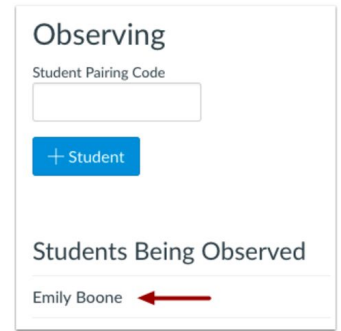 Observing
Student Pairing Code
+ Student
Students Being Observed
Emily Boone